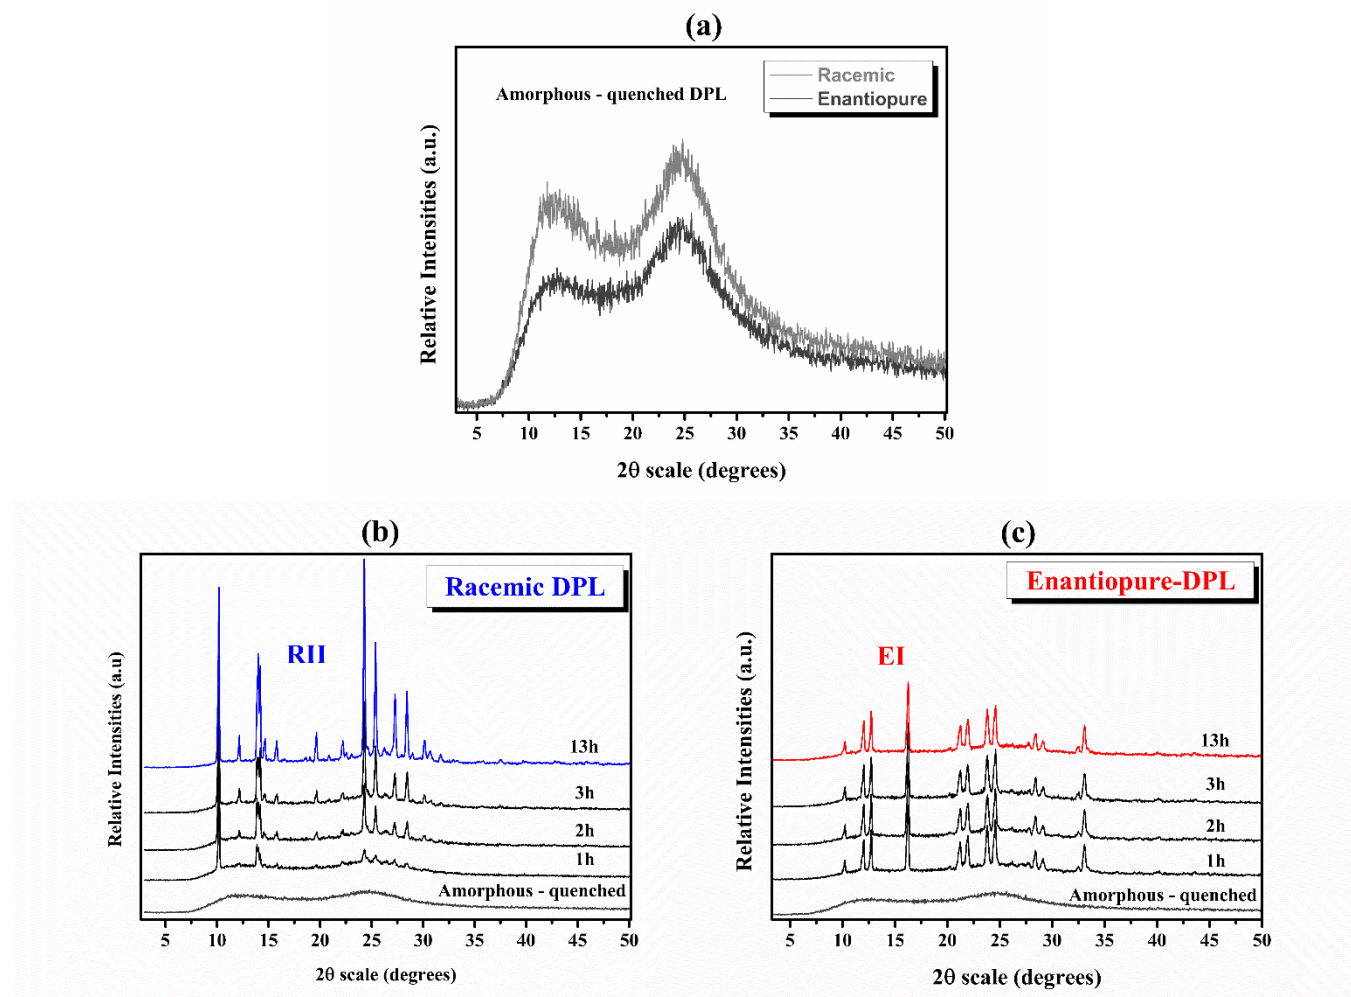 (a)
Amorphous - quenched DPL
Racemic
Enantiopure
Relative Intensities (a.u.)
5 10 15 20 25 30 35 40 45 50
2θ scale (degrees)
(b)
Racemic DPL
RII
13h
3h
2h
1h
Amorphous - quenched
Relative Intensities (a.u)
5 10 15 20 25 30 35 40 45 50
2θ scale (degrees)
(c)
Enantiopure-DPL
EI
13h
3h
2h
1h
Amorphous - quenched
Relative Intensities (a.u.)
5 10 15 20 25 30 35 40 45 50
2θ scale (degrees)